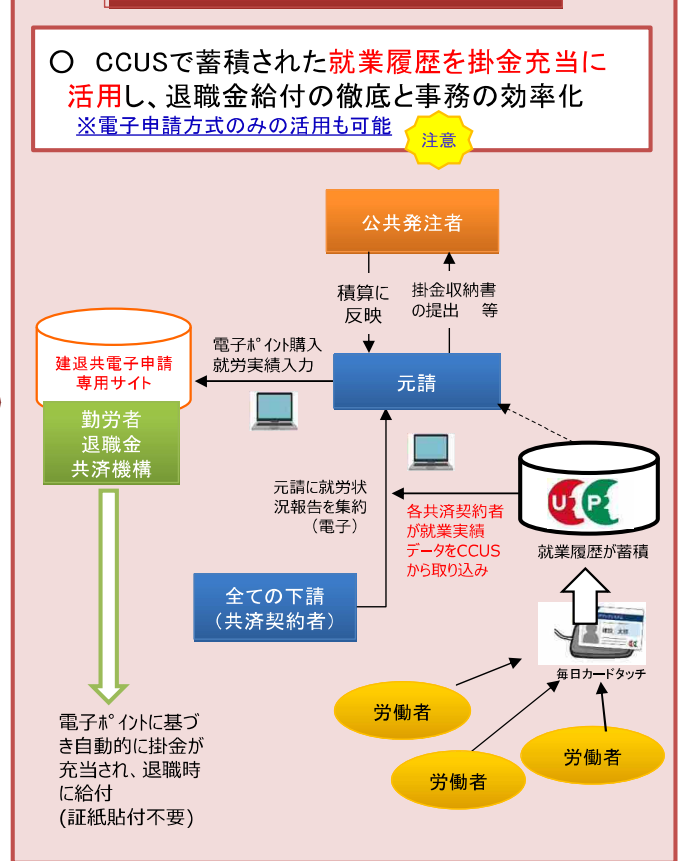 ○ CCUSで蓄積された就業履歴を掛金充当に
活用し、退職金給付の徹底と事務の効率化
※電子申請方式のみの活用も可能
注意
公共発注者
積算に
反映
掛金収納書
の提出 等
電子ﾎﾟｲﾝﾄ購入
就労実績入力
建退共電子申請
専用サイト
元請
勤労者
退職金
共済機構
元請に就労状
況報告を集約
（電子）
各共済契約者
が就業実績
データをCCUS
から取り込み
就業履歴が蓄積
全ての下請
（共済契約者）
毎日カードタッチ
労働者
労働者
労働者
電子ﾎﾟｲﾝﾄに基づ
き自動的に掛金が
充当され、退職時
に給付
(証紙貼付不要)